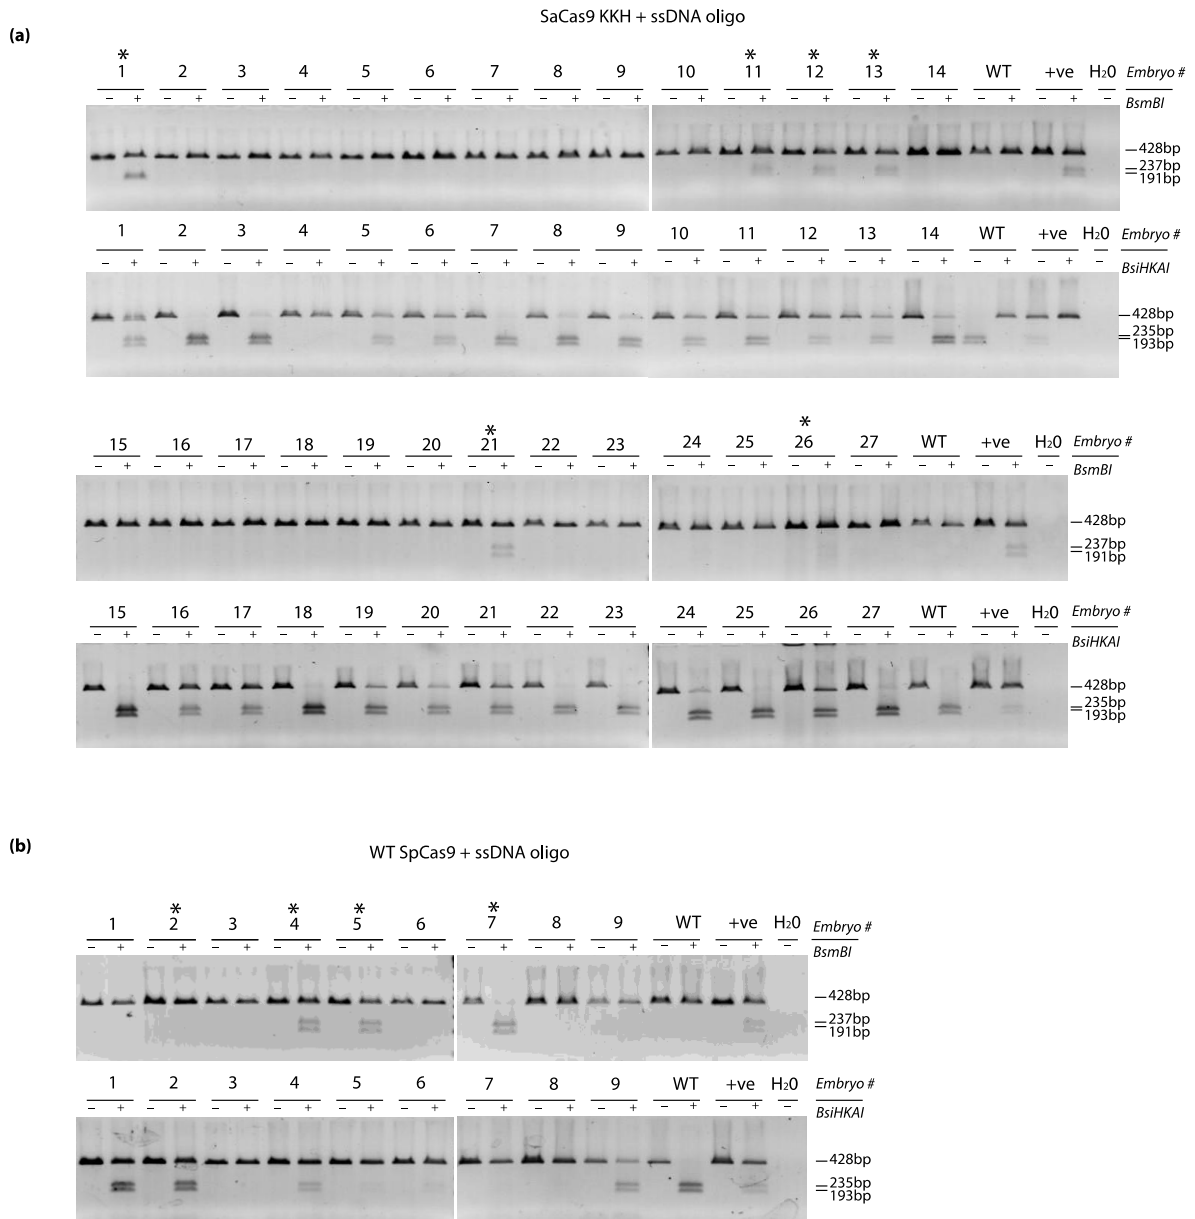 SaCas9 KKH + ssDNA oligo
(a)
* * * *
1 2 3 4 5 6 7 8 9 10 11 12 13 14 WT +ve H20 Embryo #
− + − + − + − + − + − + − + − + − + − + − + − + − + − + − + − + − BsmBI
428bp
237bp
191bp
1 2 3 4 5 6 7 8 9 10 11 12 13 14 WT +ve H20 Embryo #
− + − + − + − + − + − + − + − + − + − + − + − + − + − + − + − + − BsiHKAI
428bp
235bp
193bp
* *
15 16 17 18 19 20 21 22 23 24 25 26 27 WT +ve H20 Embryo #
− + − + − + − + − + − + − + − + − + − + − + − + − + − + − + − BsmBI
428bp
237bp
191bp
15 16 17 18 19 20 21 22 23 24 25 26 27 WT +ve H20 Embryo #
− + − + − + − + − + − + − + − + − + − + − + − + − + − + − + − BsiHKAI
428bp
235bp
193bp
(b)
WT SpCas9 + ssDNA oligo
* * * *
1 2 3 4 5 6 7 8 9 WT +ve H20 Embryo #
− + − + − + − + − + − + − + − + − + − + − + − BsmBI
428bp
237bp
191bp
1 2 3 4 5 6 7 8 9 WT +ve H20 Embryo #
− + − + − + − + − + − + − + − + − + − + − + − BsiHKAI
428bp
235bp
193bp